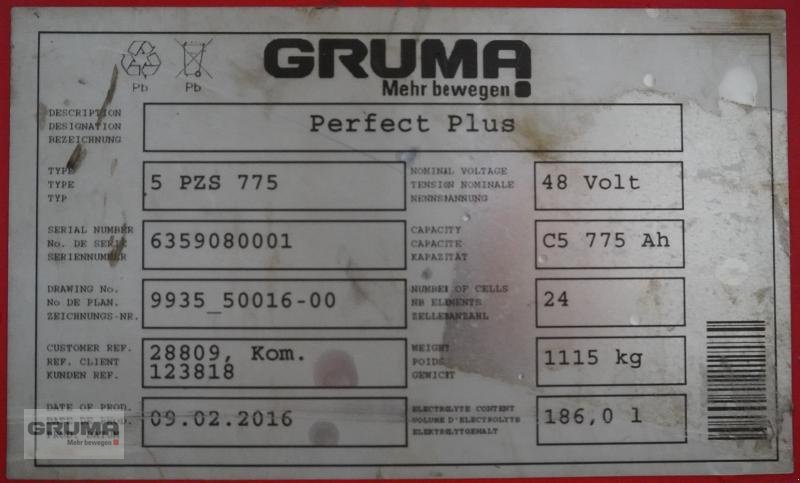 Pb
Pb
GRUMA
Mehr bewegen
DESCRIPTION
DESIGNATION
BEZEICHNUNG
Perfect Plus
TYPE
TYPE
TYP
5 PZS 775
NOMINAL VOLTAGE
TENSION NOMINALE
NENNSPANNUNG
48 Volt
SERIAL NUMBER
No. DE SERIE
SERIENNUMMER
6359080001
CAPACITY
CAPACITE
KAPAZITÄT
C5 775 Ah
DRAWING No.
No DE PLAN.
ZEICHNUNGS-NR.
9935_50016-00
NUMBER OF CELLS
NB ELEMENTS
ZELLENANZAHL
24
CUSTOMER REF.
REF. CLIENT
KUNDEN REF.
28809, Kom.
123818
WEIGHT
POIDS
GEWICHT
1115 kg
DATE OF PROD.
09.02.2016
ELECTROLYTE CONTENT
VOLUME D'ELECTROLYTE
ELEKTROLYTGEHALT
186,0 l
GRUMA
Mehr bewegen